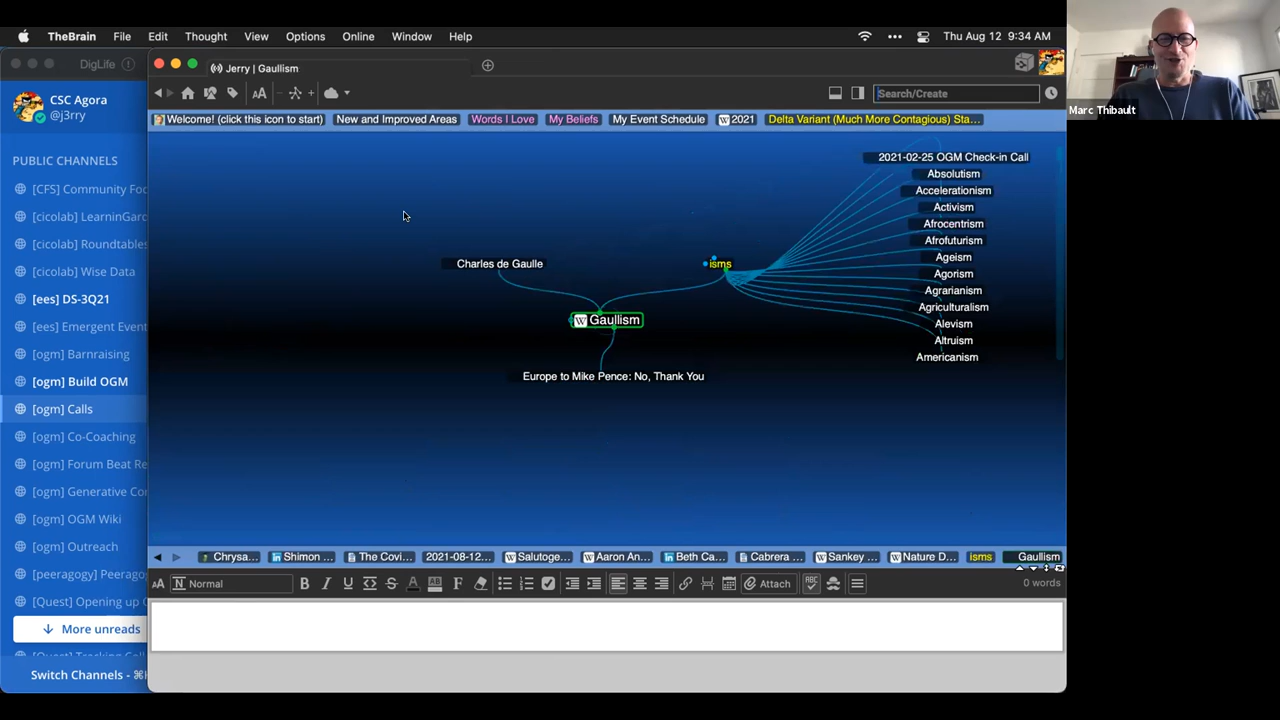 TheBrain File Edit Thought View Options Online Window Help Thu Aug 12 9:34 AM
DigLife
CSC Agora
@j3rry
PUBLIC CHANNELS
[CFS] Community Foo
[cicolab] LearningGard
[cicolab] Roundtables
[cicolab] Wise Data
[ees] DS-3Q21
[ees] Emergent Event
[ogm] Barnraising
[ogm] Build OGM
[ogm] Calls
[ogm] Co-Coaching
[ogm] Forum Beat Re
[ogm] Generative Cor
[ogm] OGM Wiki
[ogm] Outreach
[peeragogy] Peerago
[Quest] Opening up
More unreads
Switch Channels - ⌘
Jerry | Gaullism
Search/Create
Welcome! (click this icon to start) New and Improved Areas Words I Love My Beliefs My Event Schedule 2021 Delta Variant (Much More Contagious) Sta...
2021-02-25 OGM Check-in Call
Absolutism
Accelerationism
Activism
Afrocentrism
Afrofuturism
Ageism
Agorism
Agrarianism
Agriculturalism
Alevism
Altruism
Americanism
Charles de Gaulle
isms
W Gaullism
Europe to Mike Pence: No, Thank You
Chrysa... Shimon ... The Covi... 2021-08-12... Salutoge... Aaron An... Beth Ca... Cabrera ... Sankey ... Nature D... isms Gaullism
Normal B I U S A F Attach ABC 0 words
Marc Thibault